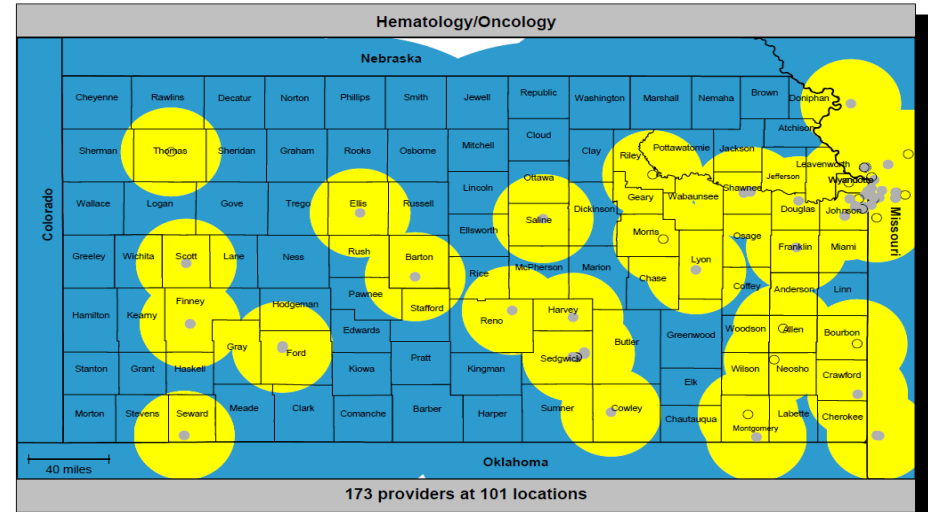 Hematology/Oncology
Nebraska
Cheyenne Rawlins Decatur Norton Phillips Smith Jewell Republic Washington Marshall Nemaha Brown Doniphan
Atchison
Sherman Thomas Sheridan Graham Rooks Osborne Mitchell Cloud Clay Riley Pottawatomie Jackson
Jefferson Leavenworth
Wyandotte
Colorado
Wallace Logan Gove Trego Ellis Russell Lincoln Ottawa
Saline Dickinson Geary Wabaunsee Shawnee Douglas Johnson
Missouri
Ellsworth Morris Osage Franklin Miami
Greeley Wichita Scott Lane Ness Rush Barton Rice McPherson Marion Chase Lyon Coffey Anderson Linn
Hamilton Kearny Finney Hodgeman Pawnee Stafford Reno Harvey
Gray Ford Edwards Sedgwick Butler Greenwood Woodson Allen Bourbon
Stanton Grant Haskell Kiowa Pratt Kingman Elk Wilson Neosho Crawford
Morton Stevens Seward Meade Clark Comanche Barber Harper Sumner Cowley Chautauqua Montgomery Labette Cherokee
40 miles
Oklahoma
173 providers at 101 locations